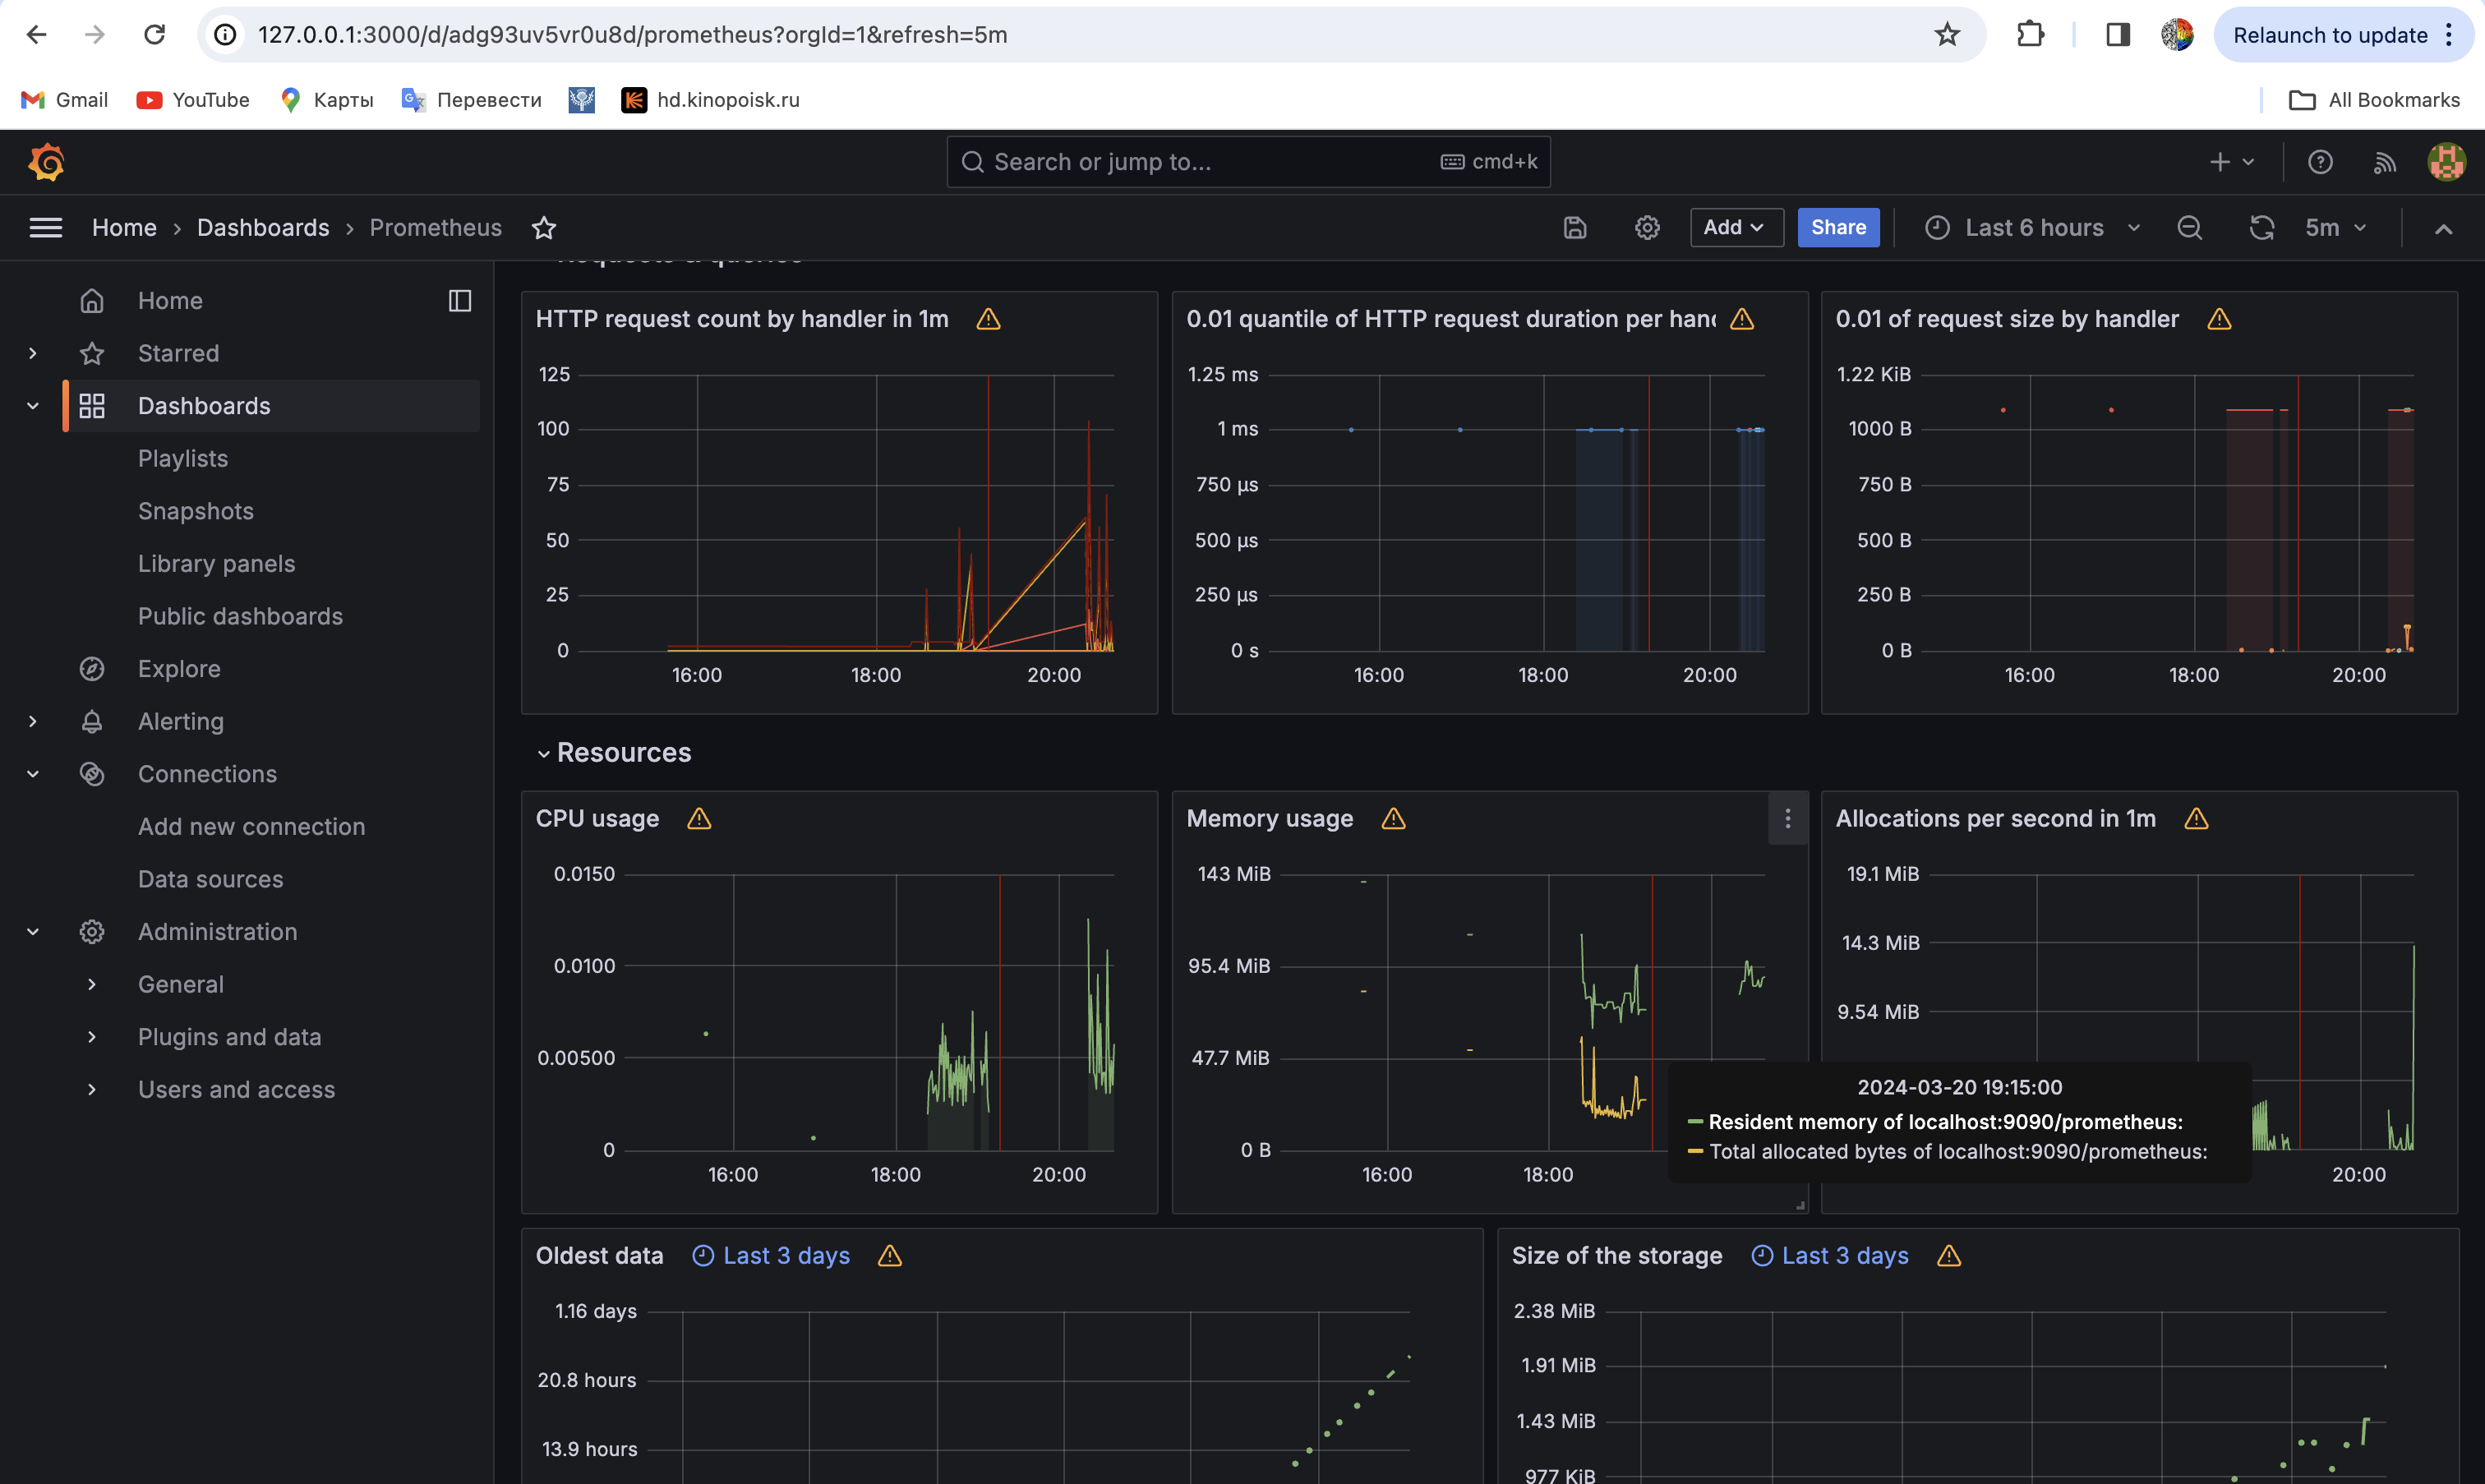 127.0.0.1:3000/d/adg93uv5vr0u8d/prometheus?orgId=1&refresh=5m
Relaunch to update
Gmail
YouTube
Карты
Перевести
hd.kinopoisk.ru
All Bookmarks
Search or jump to...
cmd+k
Home › Dashboards › Prometheus
Add
Share
Last 6 hours
5m
Home
Starred
Dashboards
Playlists
Snapshots
Library panels
Public dashboards
Explore
Alerting
Connections
Add new connection
Data sources
Administration
General
Plugins and data
Users and access
Requests & queries
HTTP request count by handler in 1m
125
100
75
50
25
0
16:00 18:00 20:00
0.01 quantile of HTTP request duration per han
1.25 ms
1 ms
750 µs
500 µs
250 µs
0 s
16:00 18:00 20:00
0.01 of request size by handler
1.22 KiB
1000 B
750 B
500 B
250 B
0 B
16:00 18:00 20:00
Resources
CPU usage
0.0150
0.0100
0.00500
0
16:00 18:00 20:00
Memory usage
143 MiB
95.4 MiB
47.7 MiB
0 B
16:00 18:00
2024-03-20 19:15:00
Resident memory of localhost:9090/prometheus:
Total allocated bytes of localhost:9090/prometheus:
Allocations per second in 1m
19.1 MiB
14.3 MiB
9.54 MiB
20:00
Oldest data
Last 3 days
1.16 days
20.8 hours
13.9 hours
Size of the storage
Last 3 days
2.38 MiB
1.91 MiB
1.43 MiB
977 KiB